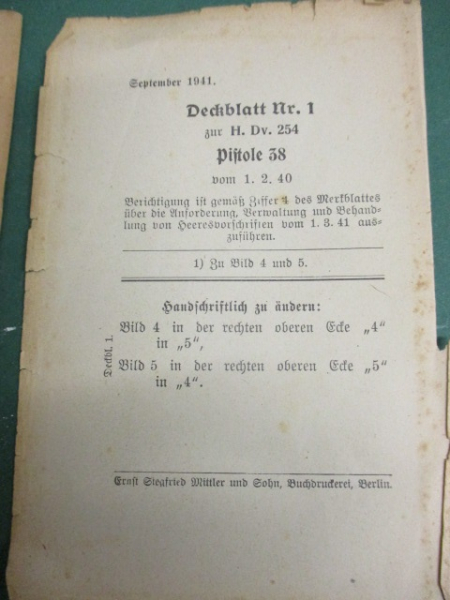 September 1941.
Deckblatt Nr. 1
zur H. Dv. 254
Pistole 38
vom 1. 2. 40
Berichtigung ist gemäß Ziffer 4 des Merkblattes
über die Anforderung, Verwaltung und Behand-
lung von Heeresvorschriften vom 1. 3. 41 aus-
zuführen.
1) Zu Bild 4 und 5.
Handschriftlich zu ändern:
Bild 4 in der rechten oberen Ecke „4“
in „5“,
Bild 5 in der rechten oberen Ecke „5“
in „4“.
Deckbl. 1.
Ernst Siegfried Mittler und Sohn, Buchdruckerei, Berlin.